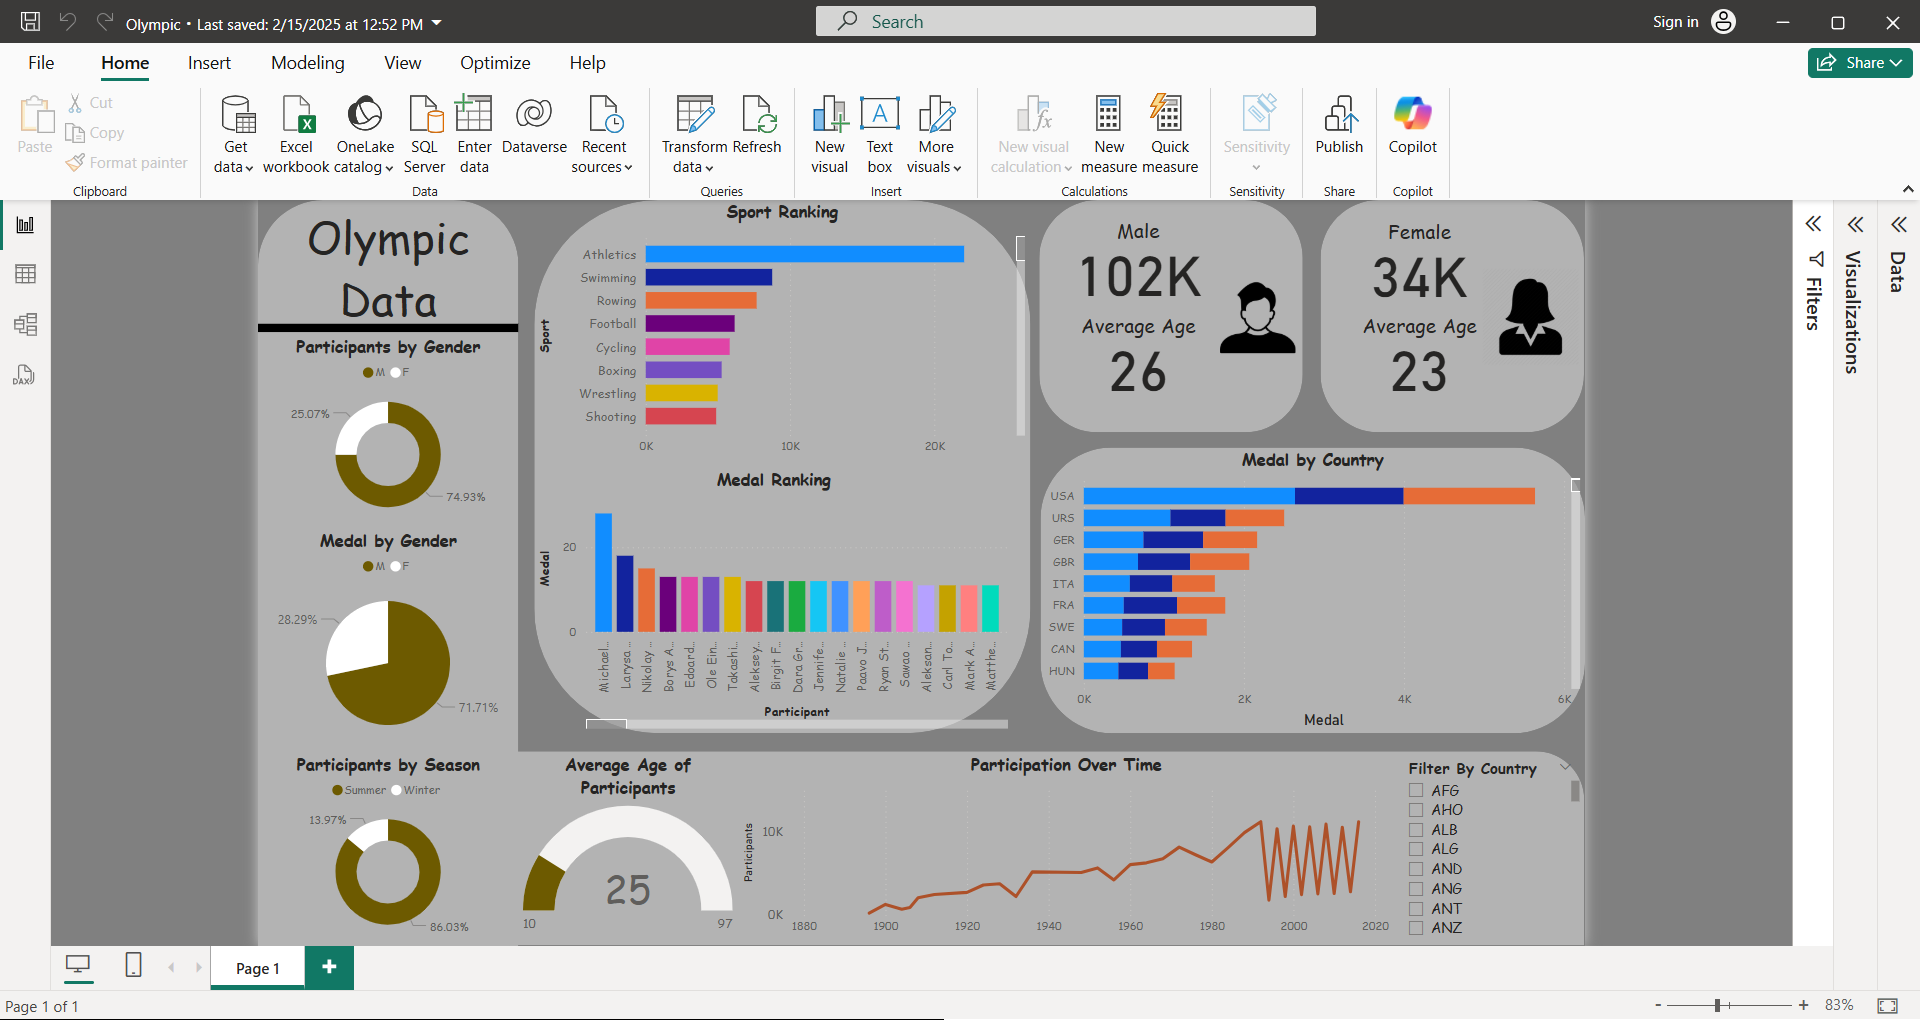 Olympic • Last saved: 2/15/2025 at 12:52 PM
Search
Sign in
File
Home
Insert
Modeling
View
Optimize
Help
Share
Paste
Cut
Copy
Format painter
Clipboard
Get data
Excel workbook
OneLake catalog
SQL Server
Enter data
Dataverse
Recent sources
Data
Transform data
Refresh
Queries
New visual
Text box
More visuals
Insert
New visual calculation
New measure
Quick measure
Calculations
Sensitivity
Sensitivity
Publish
Share
Copilot
Copilot
DAX
Olympic
Data
Participants by Gender
M F
25.07%
74.93%
Medal by Gender
M F
28.29%
71.71%
Participants by Season
Summer Winter
13.97%
86.03%
Sport Ranking
Sport
Athletics
Swimming
Rowing
Football
Cycling
Boxing
Wrestling
Shooting
0K 10K 20K
Medal Ranking
Medal
20
0
Michael...
Larysa ...
Nikolay ...
Borys A...
Edoard...
Ole Ein...
Takashi...
Aleksey...
Birgit F...
Dara Gr...
Jennife...
Natalie ...
Paavo J...
Ryan St...
Sawao ...
Aleksan...
Carl To...
Mark A...
Matthe...
Participant
Male
102K
Average Age
26
Female
34K
Average Age
23
Medal by Country
USA
URS
GER
GBR
ITA
FRA
SWE
CAN
HUN
0K 2K 4K 6K
Medal
Average Age of
Participants
25
10 97
Participation Over Time
Participants
10K
0K
1880 1900 1920 1940 1960 1980 2000 2020
Filter By Country
AFG
AHO
ALB
ALG
AND
ANG
ANT
ANZ
Filters
Visualizations
Data
Page 1
Page 1 of 1
- + 83%